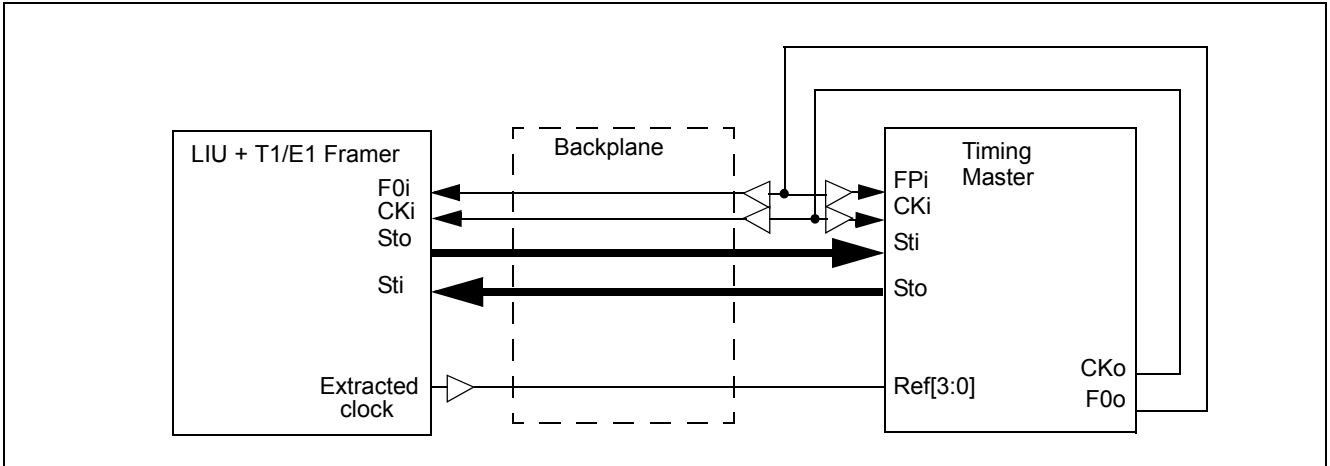 LIU + T1/E1 Framer
F0i
CKi
Sto
Sti
Extracted
clock
Backplane
Timing
Master
FPi
CKi
Sti
Sto
Ref[3:0]
CKo
F0o